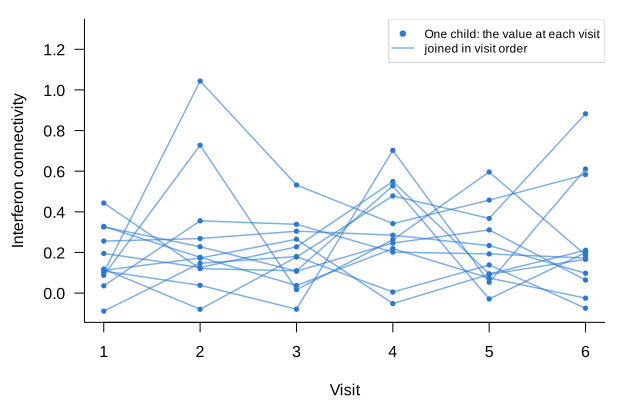 One child: the value at each visit
joined in visit order
Interferon connectivity
1.2
1.0
0.8
0.6
0.4
0.2
0.0
1 2 3 4 5 6
Visit